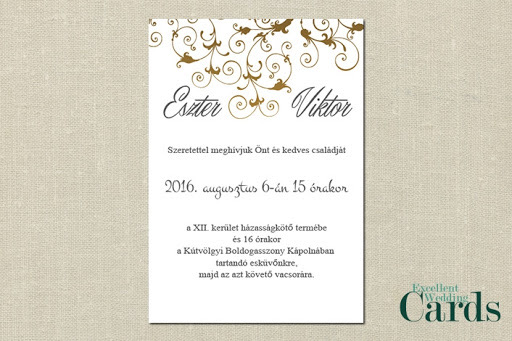 Eszter Viktor
Szeretettel meghívjuk Önt és kedves családját
2016. augusztus 6-án 15 órakor
a XII. kerület házasságkötő termébe
és 16 órakor
a Kútvölgyi Boldogasszony Kápolnában
tartandó esküvőnkre,
majd az azt követő vacsorára.
Excellent
Wedding
Cards